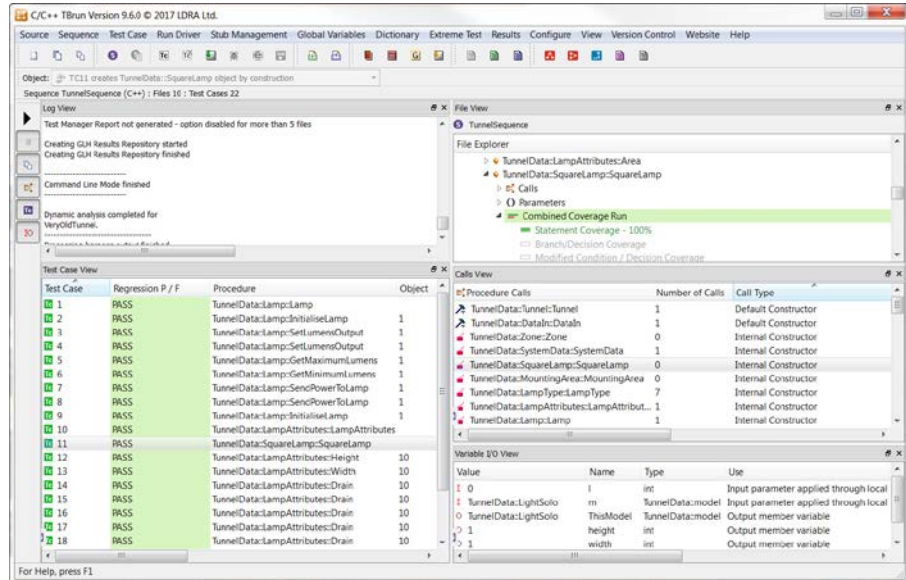 C/C++ TBrun Version 9.6.0 © 2017 LDRA Ltd.
Source Sequence Test Case Run Driver Stub Management Global Variables Dictionary Extreme Test Results Configure View Version Control Website Help
Object: TC11 creates TunnelData::SquareLamp object by construction
Sequence TunnelSequence (C++) : Files 10 : Test Cases 22
Log View
Test Manager Report not generated - option disabled for more than 5 files
Creating GLH Results Repository started
Creating GLH Results Repository finished
----------------------------
Command Line Mode finished
----------------------------
Dynamic analysis completed for
VeryOldTunnel.
File View
TunnelSequence
File Explorer
TunnelData::LampAttributes::Area
TunnelData::SquareLamp::SquareLamp
Calls
() Parameters
Combined Coverage Run
Statement Coverage - 100%
Branch/Decision Coverage
Modified Condition / Decision Coverage
Test Case View
Test Case Regression P / F Procedure Object
1 PASS TunnelData::Lamp::Lamp
2 PASS TunnelData::Lamp::InitialiseLamp 1
3 PASS TunnelData::Lamp::SetLumensOutput 1
4 PASS TunnelData::Lamp::SetLumensOutput 1
5 PASS TunnelData::Lamp::GetMaximumLumens 1
6 PASS TunnelData::Lamp::GetMinimumLumens 1
7 PASS TunnelData::Lamp::SendPowerToLamp 1
8 PASS TunnelData::Lamp::SendPowerToLamp 1
9 PASS TunnelData::Lamp::InitialiseLamp 1
10 PASS TunnelData::LampAttributes::LampAttributes
11 PASS TunnelData::SquareLamp::SquareLamp
12 PASS TunnelData::LampAttributes::Height 10
13 PASS TunnelData::LampAttributes::Width 10
14 PASS TunnelData::LampAttributes::Drain 10
15 PASS TunnelData::LampAttributes::Drain 10
16 PASS TunnelData::LampAttributes::Drain 10
17 PASS TunnelData::LampAttributes::Drain 10
18 PASS TunnelData::LampAttributes::Drain 10
Calls View
Procedure Calls Number of Calls Call Type
TunnelData::Tunnel::Tunnel 1 Default Constructor
TunnelData::DataIn::DataIn 1 Default Constructor
TunnelData::Zone::Zone 0 Internal Constructor
TunnelData::SystemData::SystemData 1 Internal Constructor
TunnelData::SquareLamp::SquareLamp 0 Internal Constructor
TunnelData::MountingArea::MountingArea 0 Internal Constructor
TunnelData::LampType::LampType 7 Internal Constructor
TunnelData::LampAttributes::LampAttribut... 1 Internal Constructor
TunnelData::Lamp::Lamp 1 Internal Constructor
Variable I/O View
Value Name Type Use
0 l int Input parameter applied through local
TunnelData::LightSolo m TunnelData::model Input parameter applied through local
TunnelData::LightSolo ThisModel TunnelData::model Output member variable
1 height int Output member variable
1 width int Output member variable
For Help, press F1